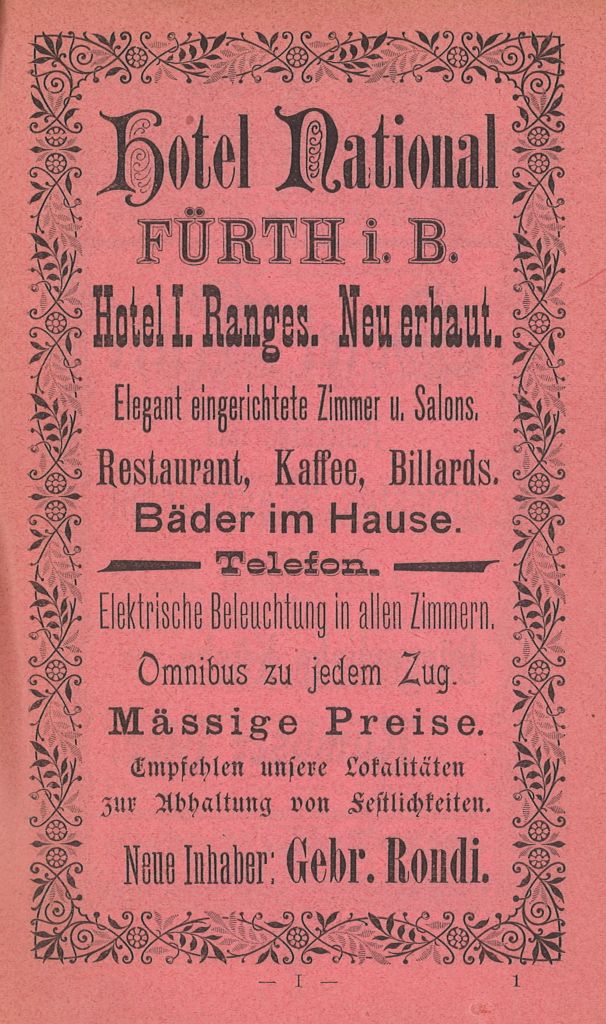 Hotel National
FÜRTH i. B.
Hotel I. Ranges. Neu erbaut.
Elegant eingerichtete Zimmer u. Salons.
Restaurant, Kaffee, Billards.
Bäder im Hause.
Telefon.
Elektrische Beleuchtung in allen Zimmern.
Omnibus zu jedem Zug.
Mässige Preise.
Empfehlen unsere Lokalitäten
zur Abhaltung von Festlichkeiten.
Neue Inhaber: Gebr. Rondi.
— I — 1